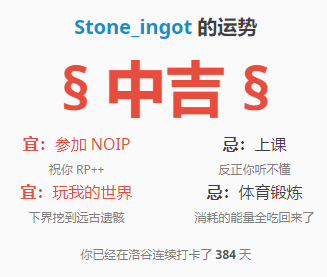 Stone_ingot 的运势
§ 中吉 §
宜：参加 NOIP 忌：上课
祝你 RP++ 反正你听不懂
宜：玩我的世界 忌：体育锻炼
下界挖到远古遗骸 消耗的能量全吃回来了
你已经在洛谷连续打卡了 384 天